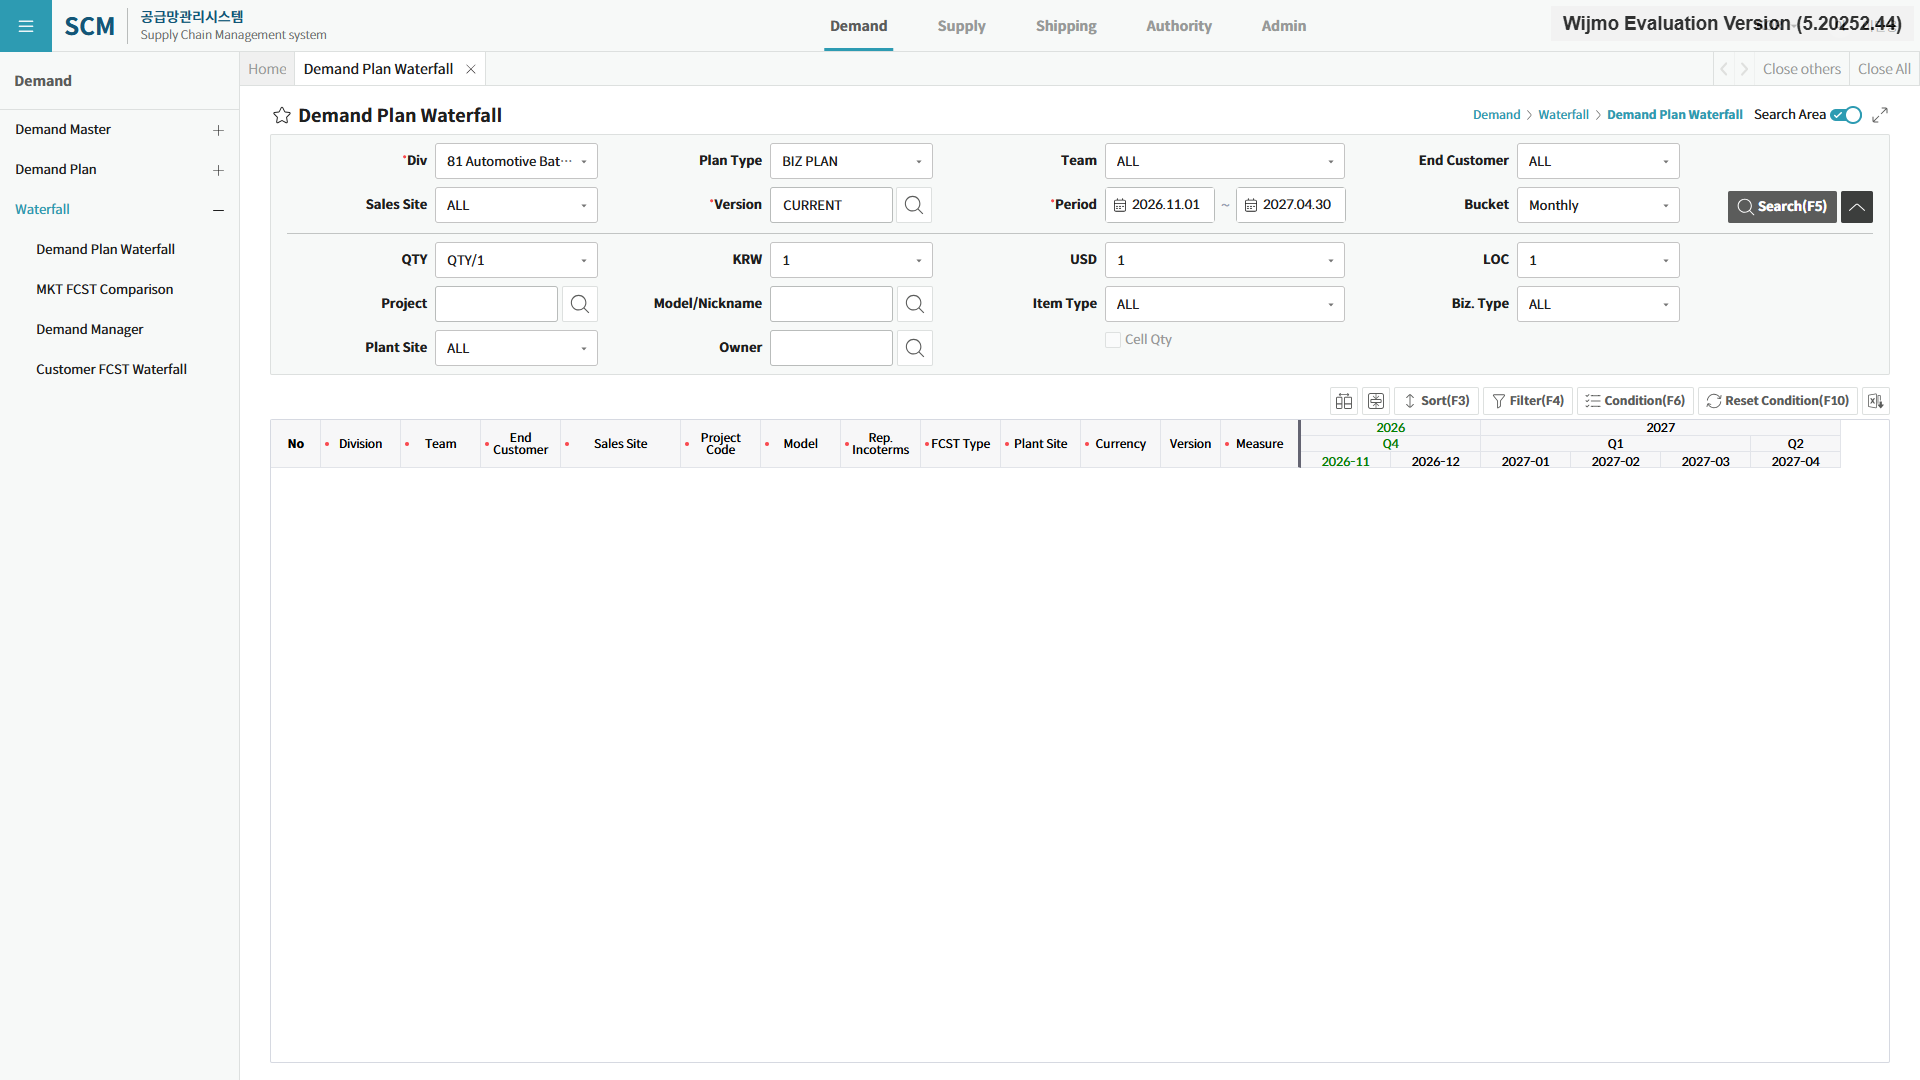 SCM
공급망관리시스템
Supply Chain Management system
Demand
Supply
Shipping
Authority
Admin
Wijmo Evaluation Version (5.20252.44)
Demand
Home
Demand Plan Waterfall
Close others
Close All
Demand Master
Demand Plan
Waterfall
Demand Plan Waterfall
MKT FCST Comparison
Demand Manager
Customer FCST Waterfall
Demand Plan Waterfall
Demand > Waterfall > Demand Plan Waterfall
Search Area
*Div
81 Automotive Bat···
Plan Type
BIZ PLAN
Team
ALL
End Customer
ALL
Sales Site
ALL
*Version
CURRENT
*Period
2026.11.01 ~ 2027.04.30
Bucket
Monthly
Search(F5)
QTY
QTY/1
KRW
1
USD
1
LOC
1
Project
Model/Nickname
Item Type
ALL
Biz. Type
ALL
Plant Site
ALL
Owner
Cell Qty
Sort(F3)
Filter(F4)
Condition(F6)
Reset Condition(F10)
No
Division
Team
End
Customer
Sales Site
Project
Code
Model
Rep.
Incoterms
FCST Type
Plant Site
Currency
Version
Measure
2026
2027
Q4
Q1
Q2
2026-11
2026-12
2027-01
2027-02
2027-03
2027-04